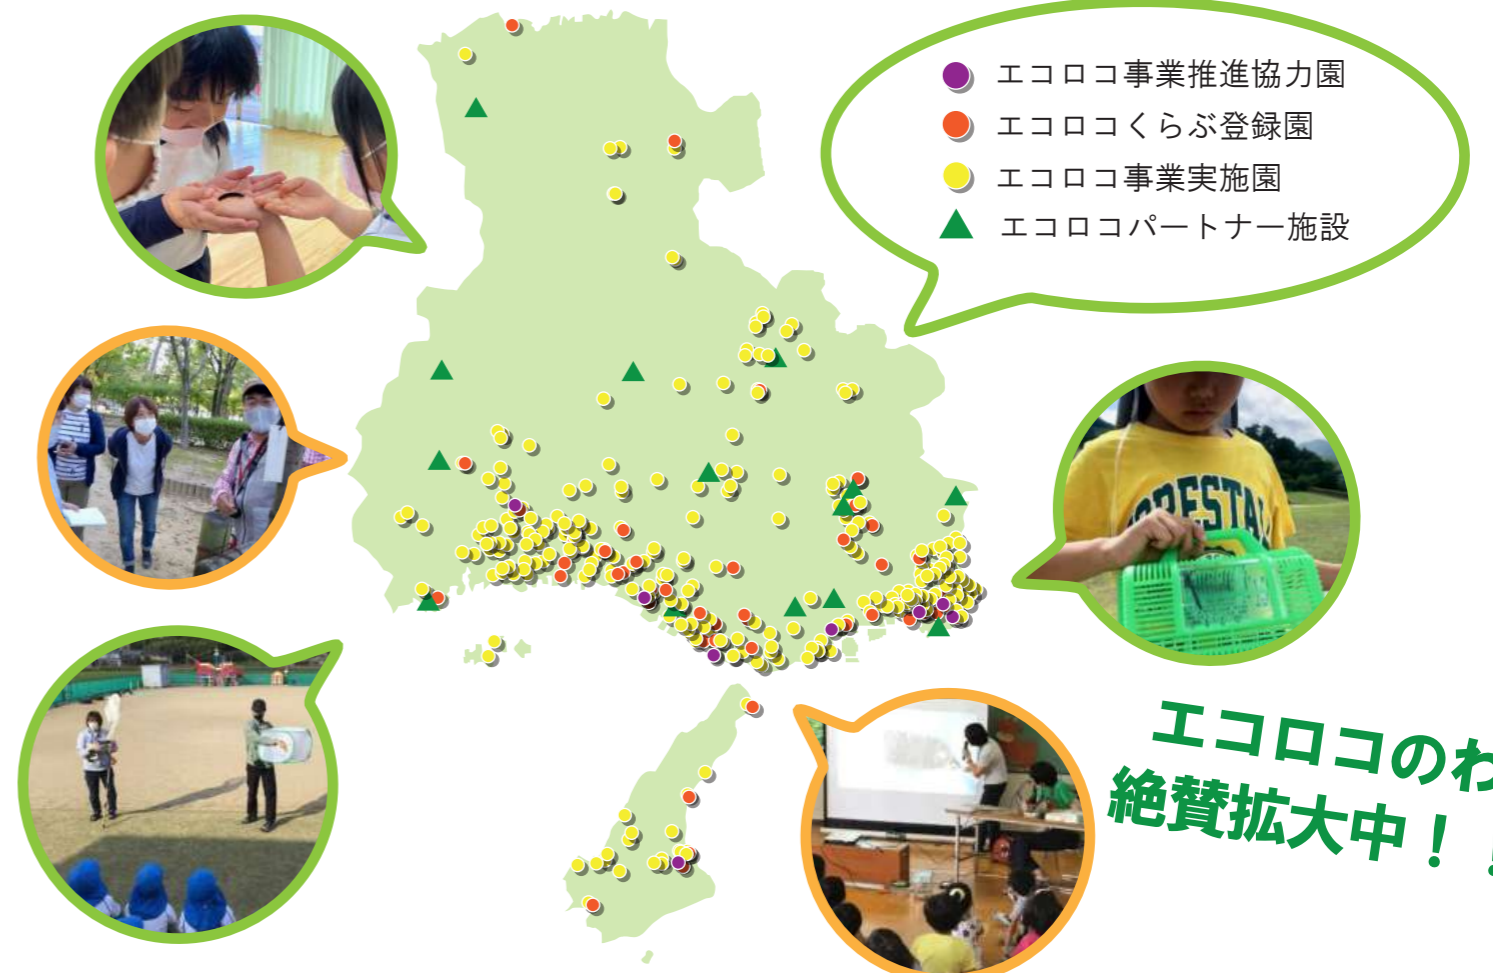 エコロコ事業推進協力園
エコロコくらぶ登録園
エコロコ事業実施園
エコロコパートナー施設
エコロコのわ
絶賛拡大中！！